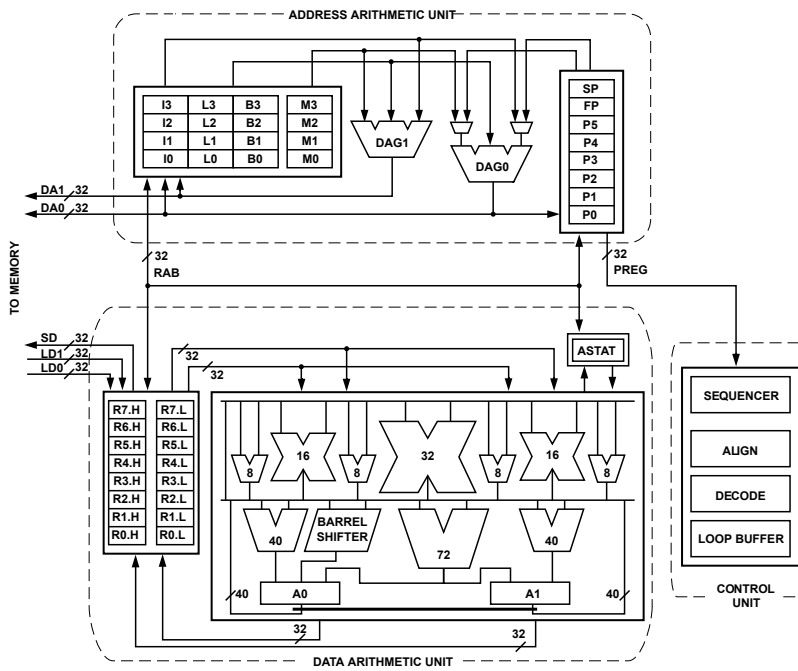 ADDRESS ARITHMETIC UNIT
I3 L3 B3 M3
I2 L2 B2 M2
I1 L1 B1 M1
I0 L0 B0 M0
DAG1
DAG0
SP
FP
P5
P4
P3
P2
P1
P0
DA1 32
DA0 32
32
RAB
32
PREG
TO MEMORY
SD 32
LD1 32
LD0 32
32
32
ASTAT
R7.H R7.L
R6.H R6.L
R5.H R5.L
R4.H R4.L
R3.H R3.L
R2.H R2.L
R1.H R1.L
R0.H R0.L
8 16 8 32 8 16 8
40
BARREL
SHIFTER
72
40
40 A0 A1 40
32
32
DATA ARITHMETIC UNIT
SEQUENCER
ALIGN
DECODE
LOOP BUFFER
CONTROL
UNIT